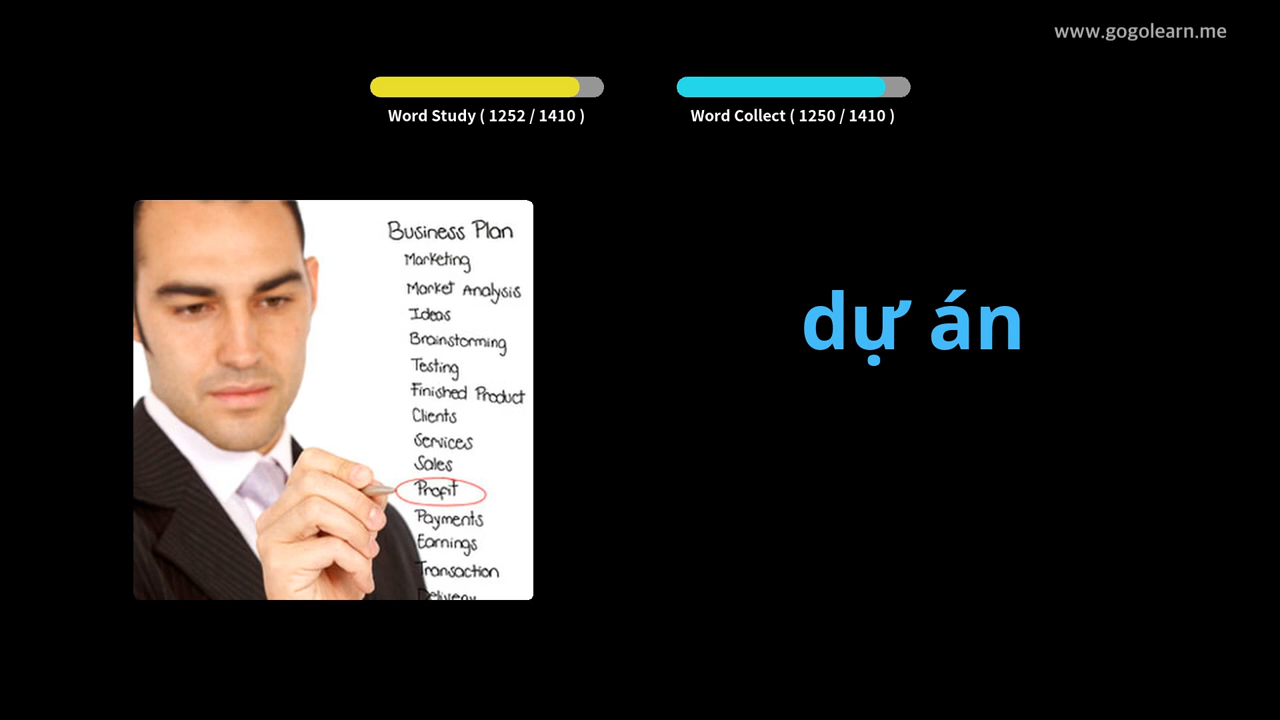 www.gogolearn.me
Word Study ( 1252 / 1410 )
Word Collect ( 1250 / 1410 )
Business Plan
Marketing
Market Analysis
Ideas
Brainstorming
Testing
Finished Product
Clients
Services
Sales
Profit
Payments
Earnings
Transaction
Delivery
dự án